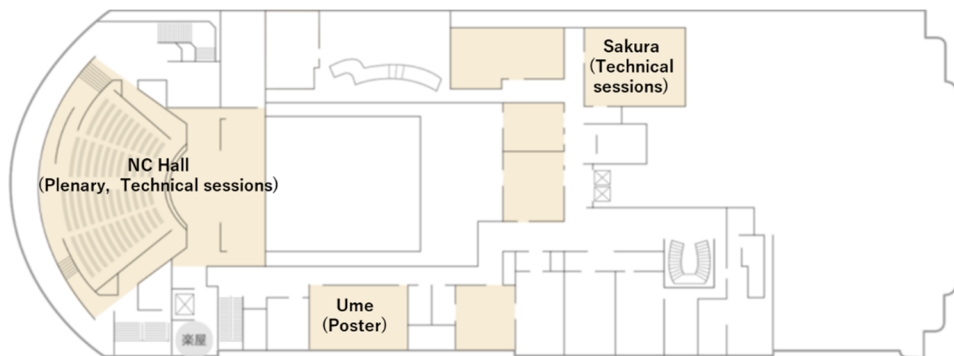 Sakura
(Technical
sessions)
NC Hall
(Plenary, Technical sessions)
Ume
(Poster)
楽屋